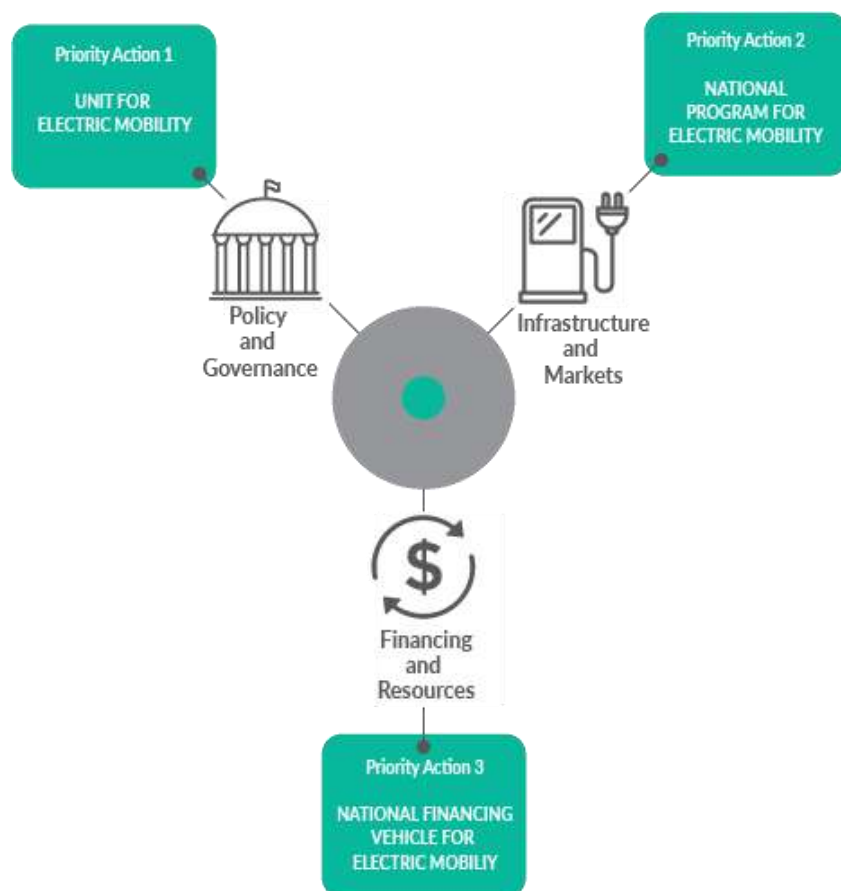 Priority Action 1
UNIT FOR
ELECTRIC MOBILITY
Priority Action 2
NATIONAL
PROGRAM FOR
ELECTRIC MOBILITY
Policy
and
Governance
Infrastructure
and
Markets
$
Financing
and
Resources
Priority Action 3
NATIONAL FINANCING
VEHICLE FOR
ELECTRIC MOBILIY